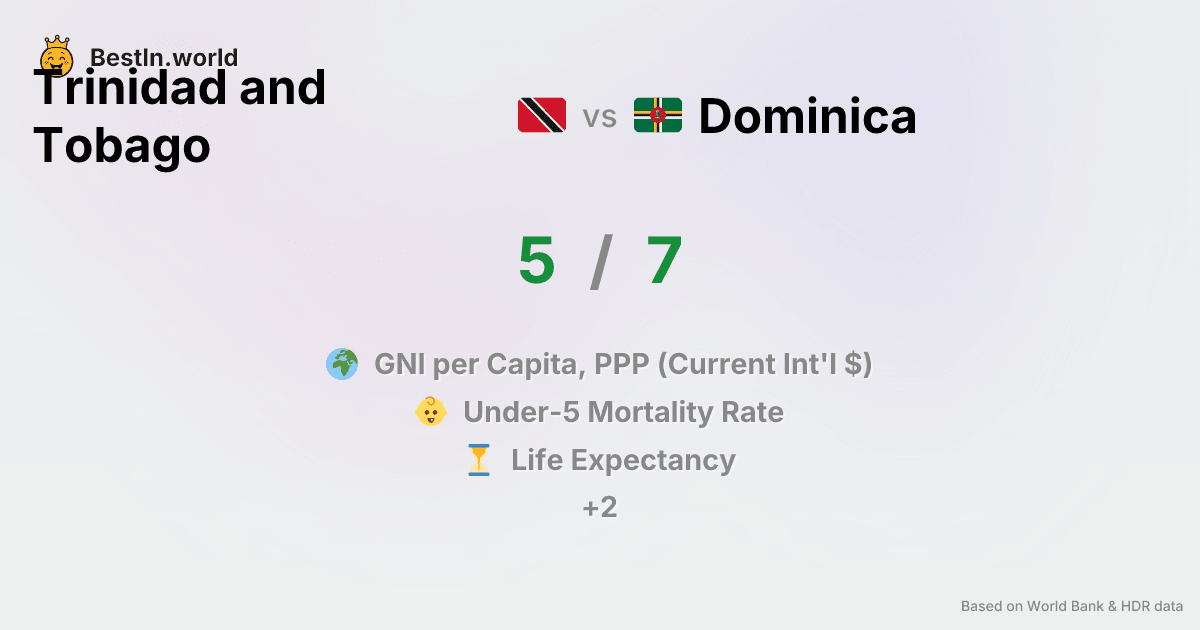 BestIn.world
Trinidad and
Tobago
vs
Dominica
5 / 7
GNI per Capita, PPP (Current Int'l $)
Under-5 Mortality Rate
Life Expectancy
+2
Based on World Bank & HDR data